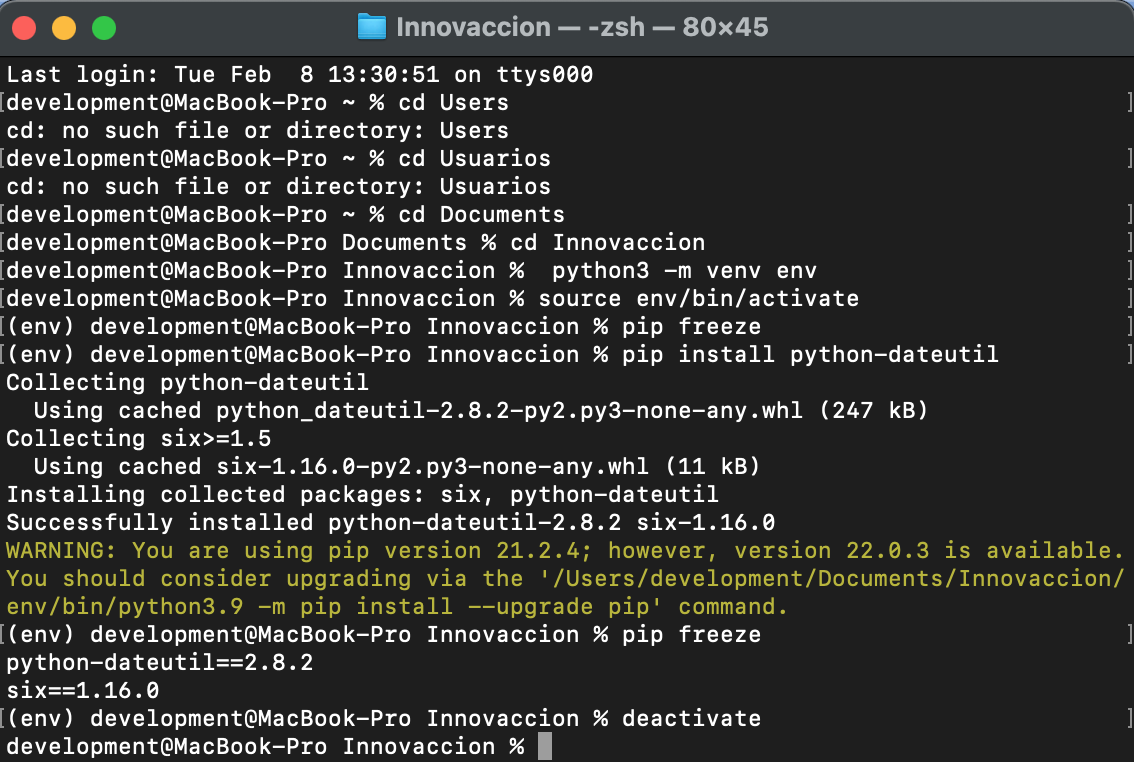 Innovaccion — -zsh — 80×45
Last login: Tue Feb  8 13:30:51 on ttys000
[development@MacBook-Pro ~ % cd Users ]
cd: no such file or directory: Users
[development@MacBook-Pro ~ % cd Usuarios ]
cd: no such file or directory: Usuarios
[development@MacBook-Pro ~ % cd Documents ]
[development@MacBook-Pro Documents % cd Innovaccion ]
[development@MacBook-Pro Innovaccion %  python3 -m venv env ]
[development@MacBook-Pro Innovaccion % source env/bin/activate ]
[(env) development@MacBook-Pro Innovaccion % pip freeze ]
[(env) development@MacBook-Pro Innovaccion % pip install python-dateutil ]
Collecting python-dateutil
  Using cached python_dateutil-2.8.2-py2.py3-none-any.whl (247 kB)
Collecting six>=1.5
  Using cached six-1.16.0-py2.py3-none-any.whl (11 kB)
Installing collected packages: six, python-dateutil
Successfully installed python-dateutil-2.8.2 six-1.16.0
WARNING: You are using pip version 21.2.4; however, version 22.0.3 is available.
You should consider upgrading via the '/Users/development/Documents/Innovaccion/
env/bin/python3.9 -m pip install --upgrade pip' command.
[(env) development@MacBook-Pro Innovaccion % pip freeze ]
python-dateutil==2.8.2
six==1.16.0
[(env) development@MacBook-Pro Innovaccion % deactivate ]
development@MacBook-Pro Innovaccion %